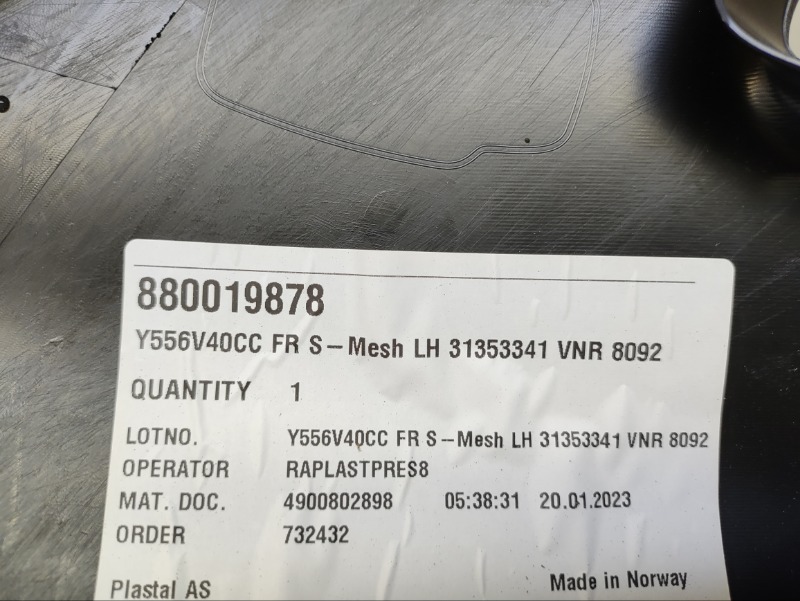 880019878
Y556V40CC FR S-Mesh LH 31353341 VNR 8092
QUANTITY 1
LOTNO. Y556V40CC FR S-Mesh LH 31353341 VNR 8092
OPERATOR RAPLASTPRES8
MAT. DOC. 4900802898 05:38:31 20.01.2023
ORDER 732432
Plastal AS Made in Norway